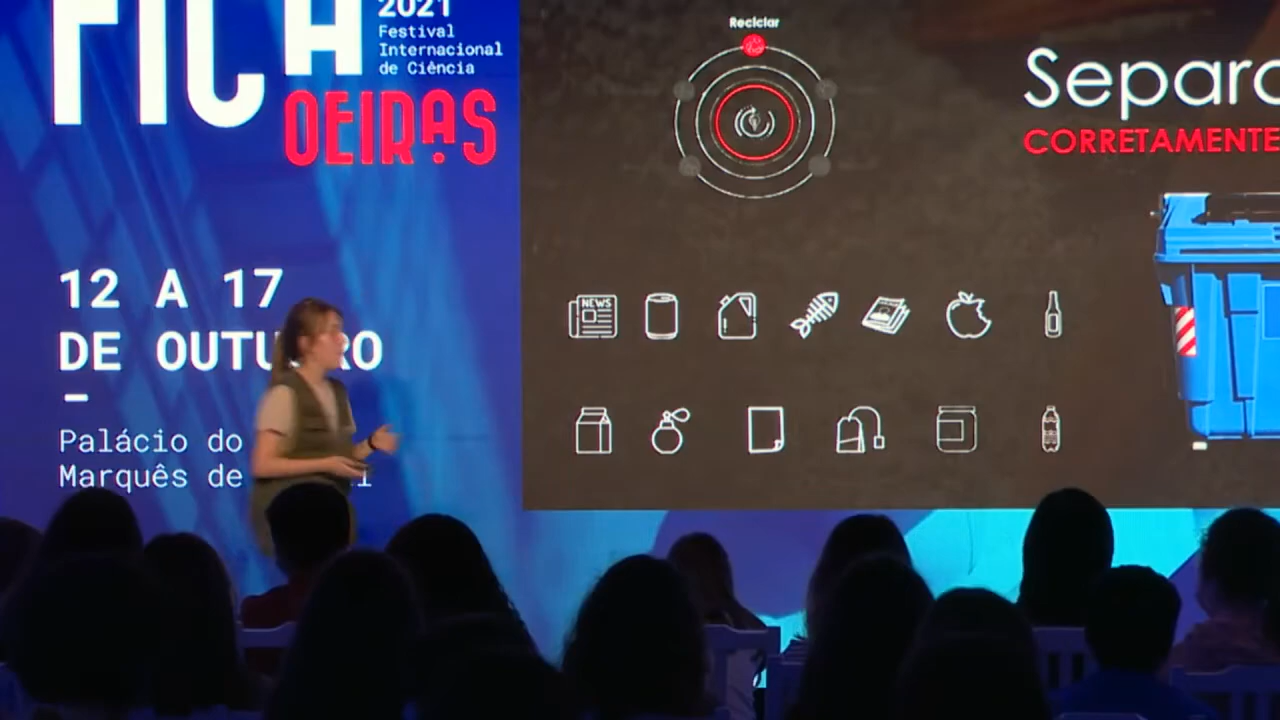 FICA
2021
Festival
Internacional
de Ciência
OEIRAS
12 A 17
DE OUTU RO
Palácio do
Marquês de
Reciclar
Separa
CORRETAMENTE
NEWS